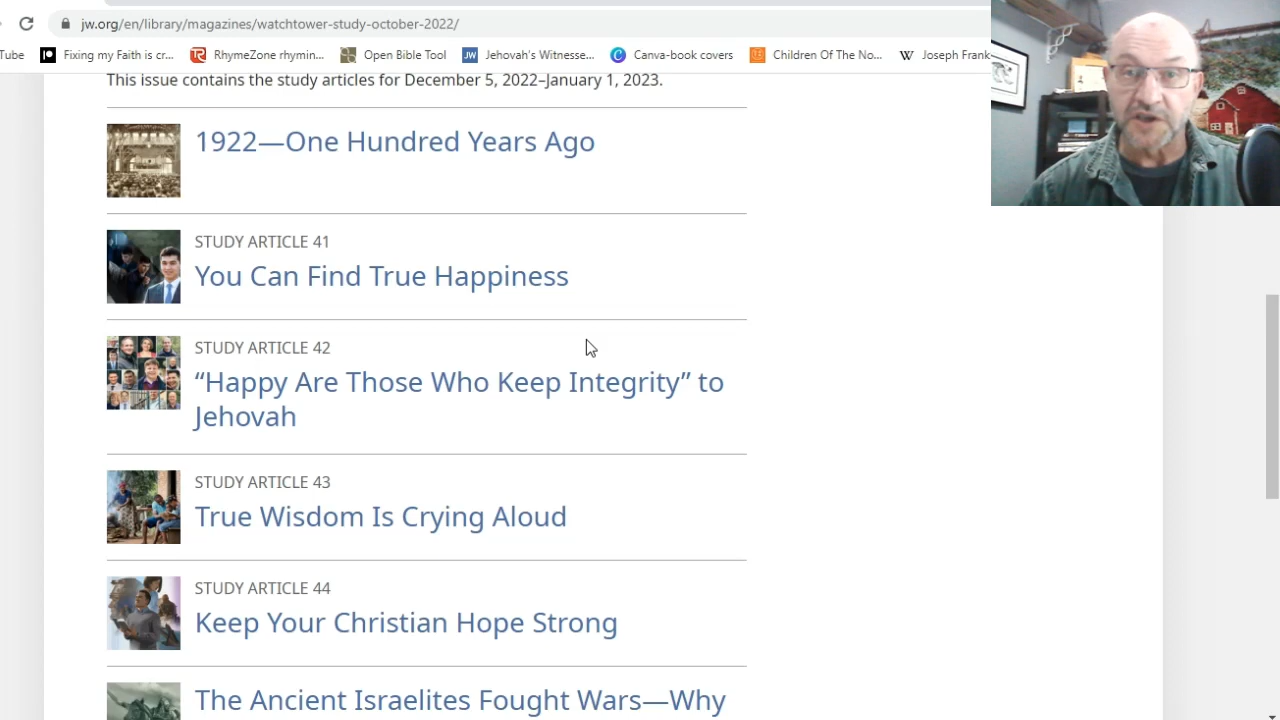 jw.org/en/library/magazines/watchtower-study-october-2022/
Tube Fixing my Faith is cr... RhymeZone rhymin... Open Bible Tool Jehovah's Witnesse... Canva-book covers Children Of The No... Joseph Frank
This issue contains the study articles for December 5, 2022–January 1, 2023.
1922—One Hundred Years Ago
STUDY ARTICLE 41
You Can Find True Happiness
STUDY ARTICLE 42
“Happy Are Those Who Keep Integrity” to
Jehovah
STUDY ARTICLE 43
True Wisdom Is Crying Aloud
STUDY ARTICLE 44
Keep Your Christian Hope Strong
The Ancient Israelites Fought Wars—Why